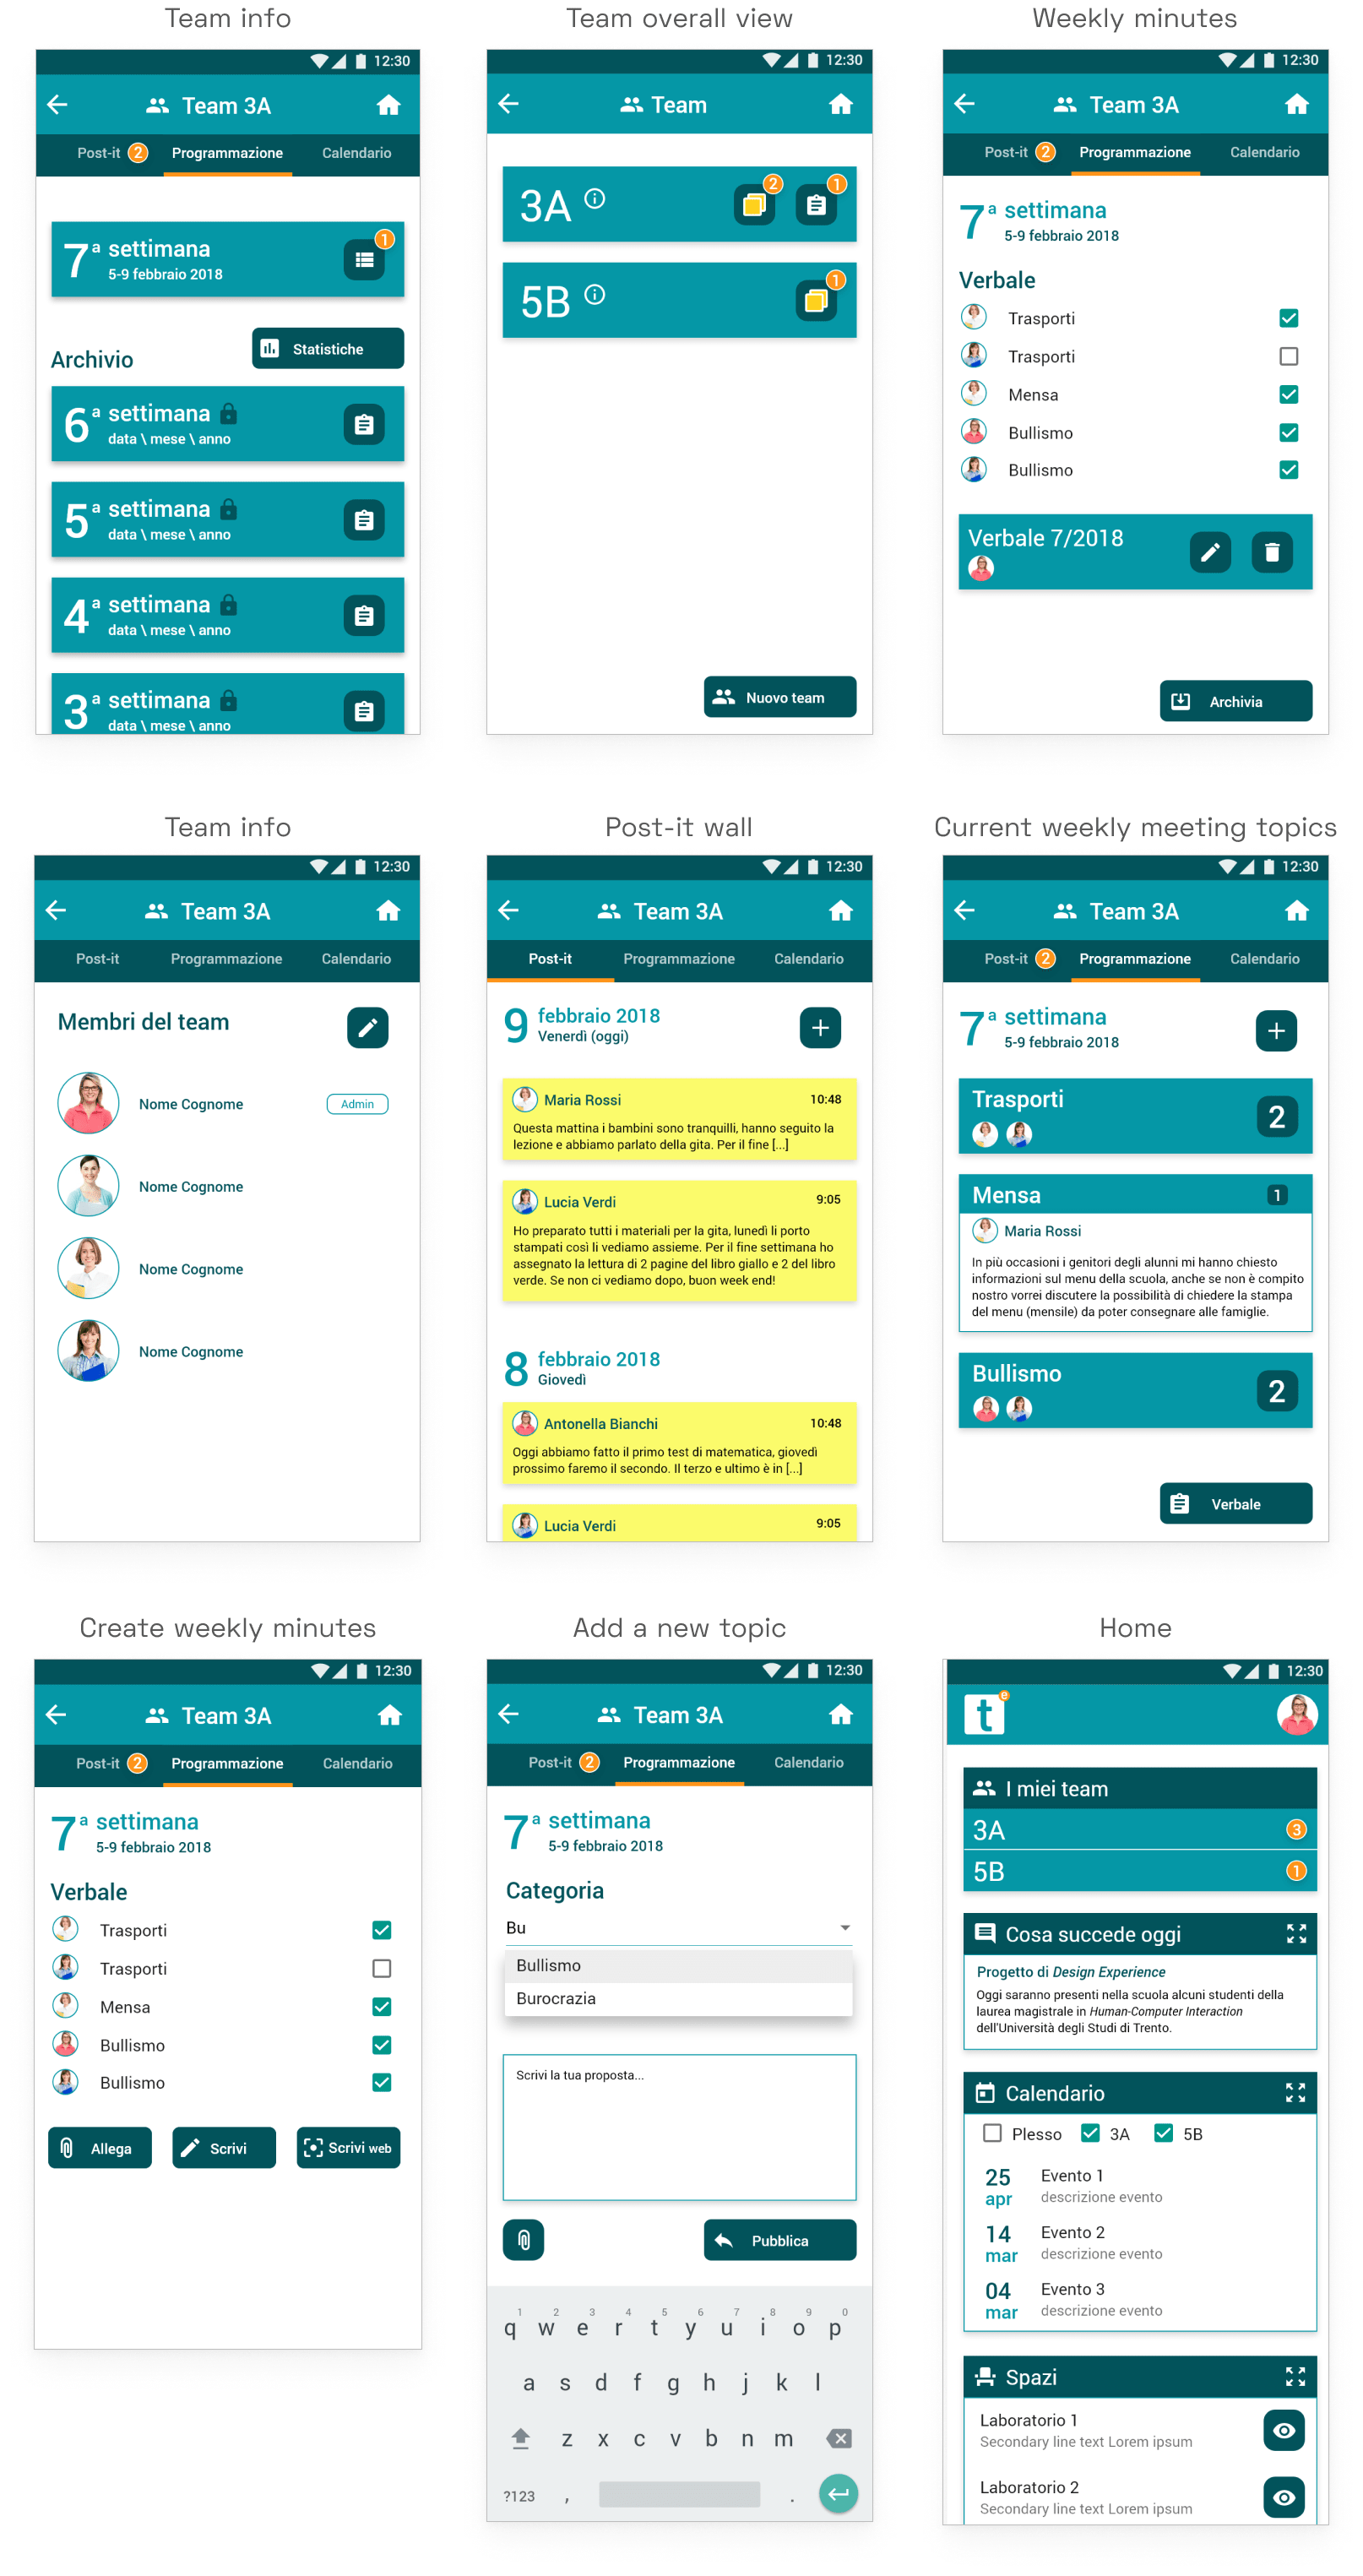 Team info
12:30
Team 3A
Post-it 2 Programmazione Calendario
7ª settimana
5-9 febbraio 2018
1
Statistiche
Archivio
6ª settimana
data \ mese \ anno
5ª settimana
data \ mese \ anno
4ª settimana
data \ mese \ anno
3ª settimana
data \ mese \ anno
Team overall view
12:30
Team
3A 2 1
5B 1
Nuovo team
Weekly minutes
12:30
Team 3A
Post-it 2 Programmazione Calendario
7ª settimana
5-9 febbraio 2018
Verbale
Trasporti
Trasporti
Mensa
Bullismo
Bullismo
Verbale 7/2018
Archivia
Team info
12:30
Team 3A
Post-it Programmazione Calendario
Membri del team
Nome Cognome Admin
Nome Cognome
Nome Cognome
Nome Cognome
Post-it wall
12:30
Team 3A
Post-it Programmazione Calendario
9 febbraio 2018
Venerdì (oggi)
Maria Rossi 10:48
Questa mattina i bambini sono tranquilli, hanno seguito la
lezione e abbiamo parlato della gita. Per il fine [...]
Lucia Verdi 9:05
Ho preparato tutti i materiali per la gita, lunedì li porto
stampati così li vediamo assieme. Per il fine settimana ho
assegnato la lettura di 2 pagine del libro giallo e 2 del libro
verde. Se non ci vediamo dopo, buon week end!
8 febbraio 2018
Giovedì
Antonella Bianchi 10:48
Oggi abbiamo fatto il primo test di matematica, giovedì
prossimo faremo il secondo. Il terzo e ultimo è in [...]
Lucia Verdi 9:05
Current weekly meeting topics
12:30
Team 3A
Post-it 2 Programmazione Calendario
7ª settimana
5-9 febbraio 2018
Trasporti 2
Mensa 1
Maria Rossi
In più occasioni i genitori degli alunni mi hanno chiesto
informazioni sul menu della scuola, anche se non è compito
nostro vorrei discutere la possibilità di chiedere la stampa
del menu (mensile) da poter consegnare alle famiglie.
Bullismo 2
Verbale
Create weekly minutes
12:30
Team 3A
Post-it 2 Programmazione Calendario
7ª settimana
5-9 febbraio 2018
Verbale
Trasporti
Trasporti
Mensa
Bullismo
Bullismo
Allega Scrivi Scrivi web
Add a new topic
12:30
Team 3A
Post-it 2 Programmazione Calendario
7ª settimana
5-9 febbraio 2018
Categoria
Bu
Bullismo
Burocrazia
Scrivi la tua proposta...
Pubblica
1 2 3 4 5 6 7 8 9 0
q w e r t y u i o p
a s d f g h j k l
z x c v b n m
?123 , .
Home
12:30
t e
I miei team
3A 3
5B 1
Cosa succede oggi
Progetto di Design Experience
Oggi saranno presenti nella scuola alcuni studenti della
laurea magistrale in Human-Computer Interaction
dell'Università degli Studi di Trento.
Calendario
Plesso 3A 5B
25 Evento 1
apr descrizione evento
14 Evento 2
mar descrizione evento
04 Evento 3
mar descrizione evento
Spazi
Laboratorio 1
Secondary line text Lorem ipsum
Laboratorio 2
Secondary line text Lorem ipsum